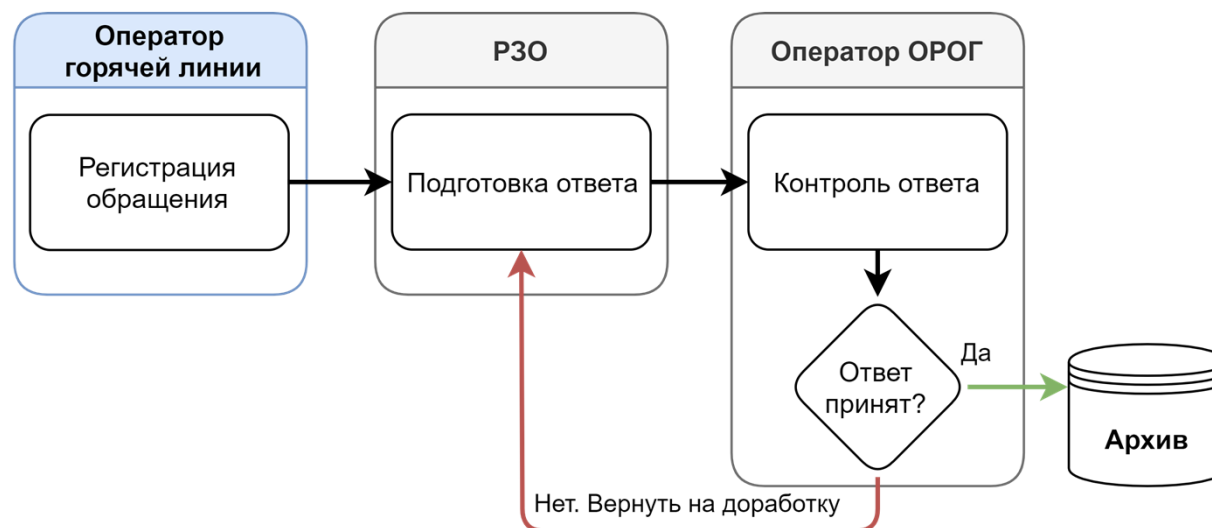 Оператор
горячей линии
Регистрация
обращения
РЗО
Подготовка ответа
Оператор ОРОГ
Контроль ответа
Ответ
принят?
Да
Архив
Нет. Вернуть на доработку